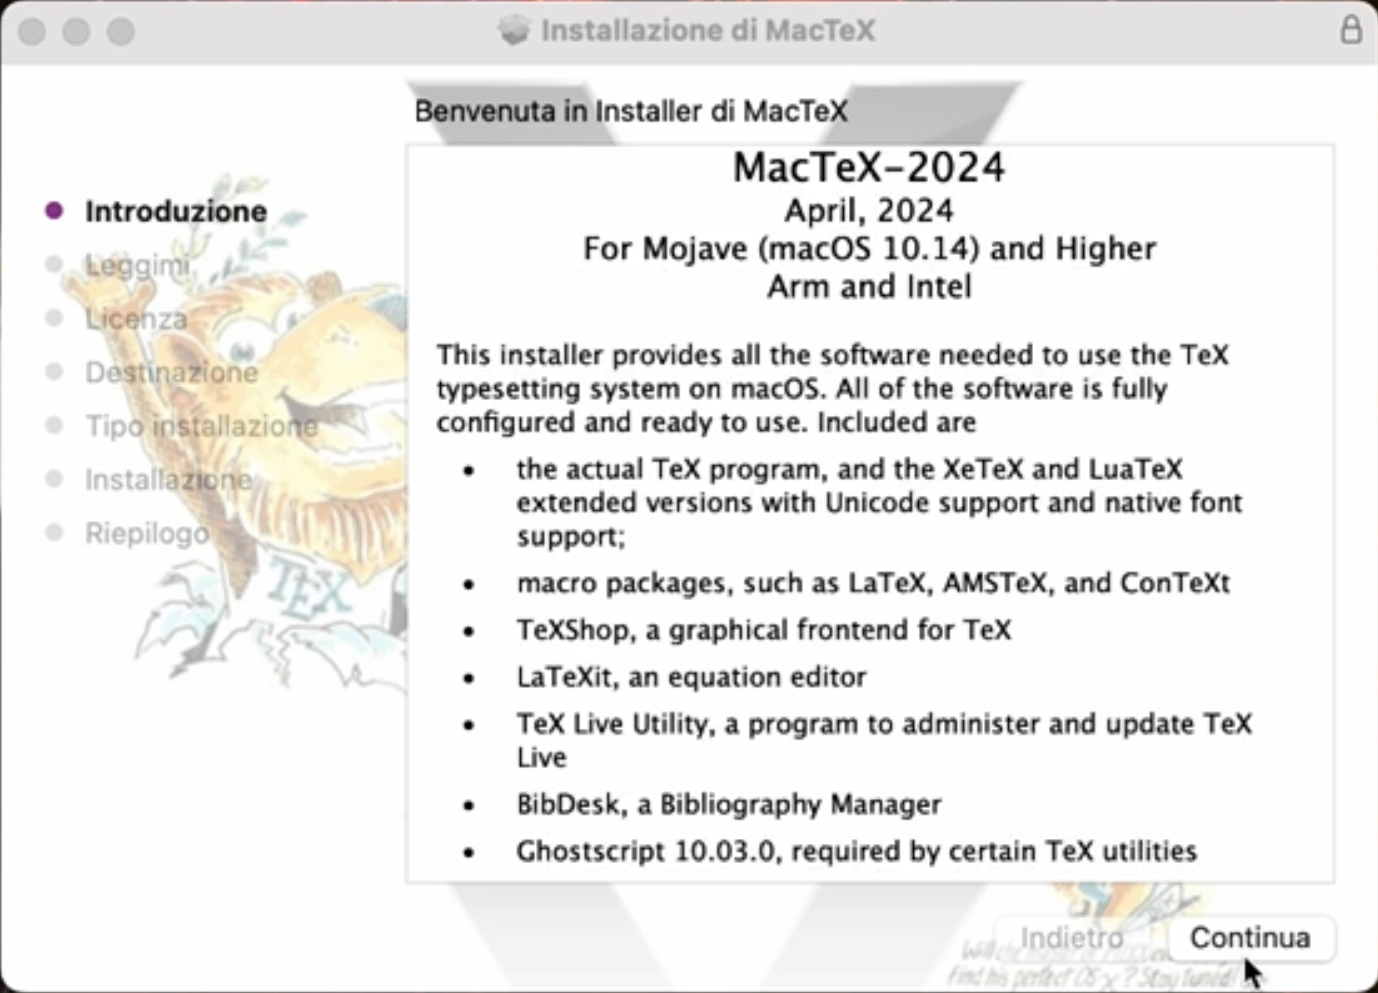 Installazione di MacTeX
Benvenuta in Installer di MacTeX
Introduzione
Leggimi
Licenza
Destinazione
Tipo installazione
Installazione
Riepilogo
TEX
MacTeX-2024
April, 2024
For Mojave (macOS 10.14) and Higher
Arm and Intel
This installer provides all the software needed to use the TeX
typesetting system on macOS. All of the software is fully
configured and ready to use. Included are
• the actual TeX program, and the XeTeX and LuaTeX
extended versions with Unicode support and native font
support;
• macro packages, such as LaTeX, AMSTeX, and ConTeXt
• TeXShop, a graphical frontend for TeX
• LaTeXit, an equation editor
• TeX Live Utility, a program to administer and update TeX
Live
• BibDesk, a Bibliography Manager
• Ghostscript 10.03.0, required by certain TeX utilities
Indietro
Continua
Will the
find his perfect OS X? Stay tuned!